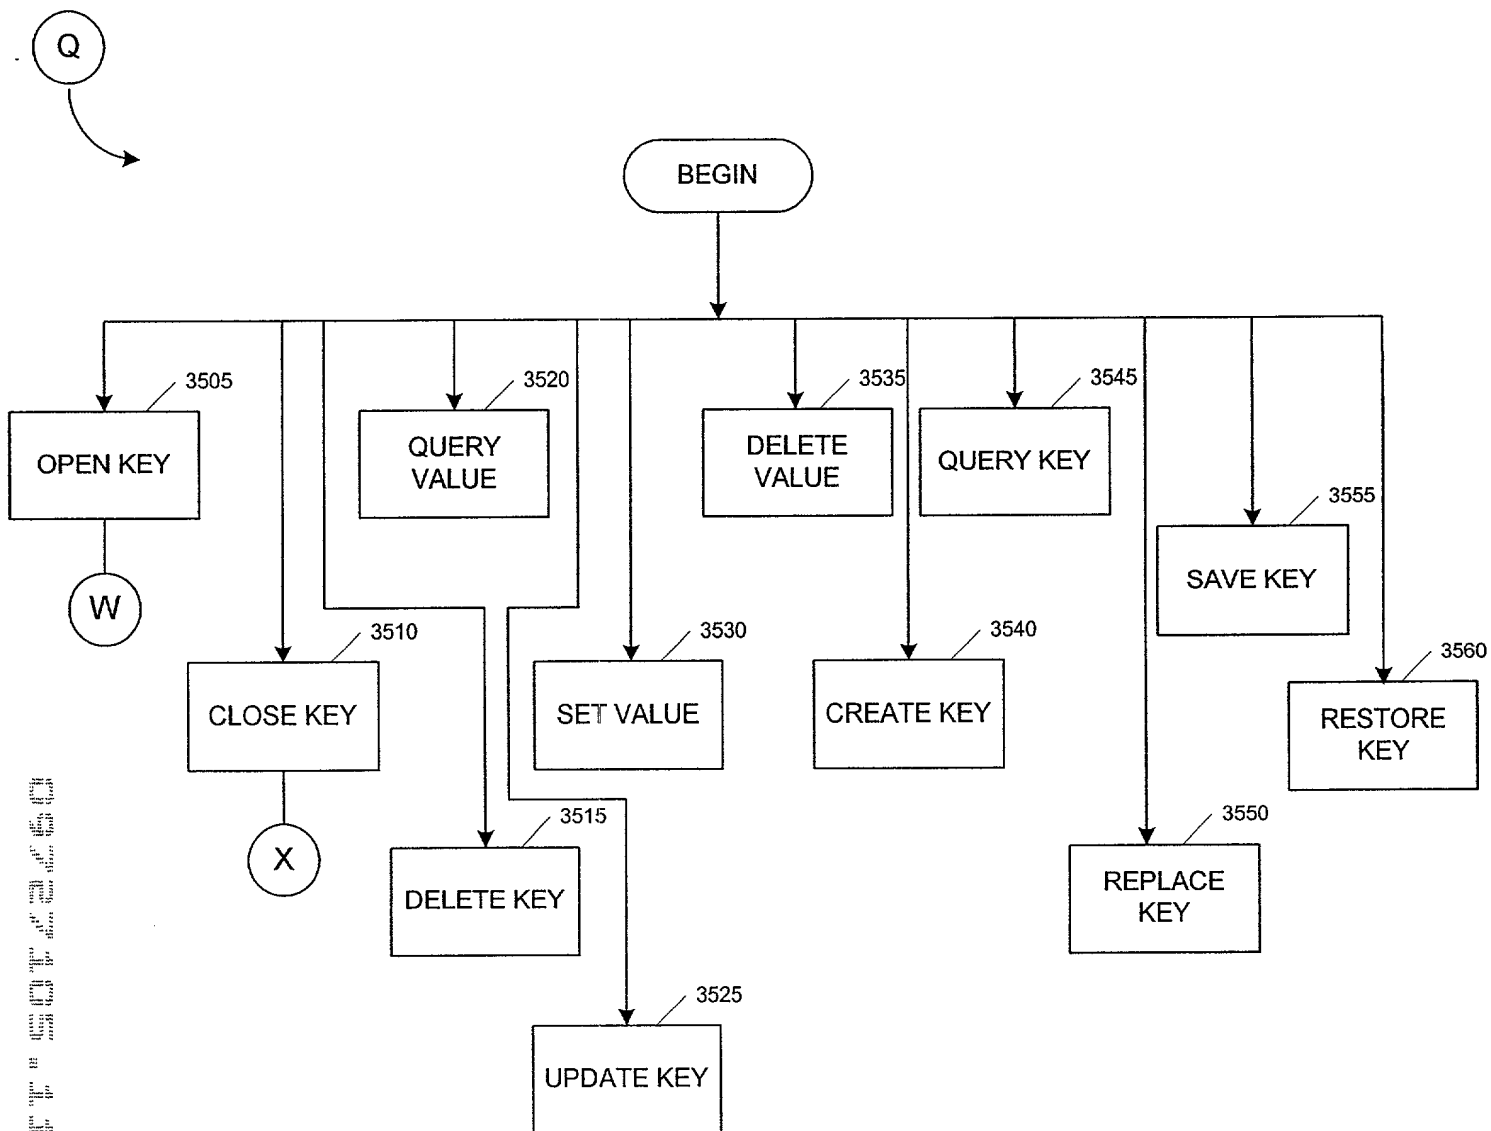 Q
BEGIN
3505
OPEN KEY
W
3520
QUERY
VALUE
3535
DELETE
VALUE
3545
QUERY KEY
3555
SAVE KEY
3510
CLOSE KEY
X
3530
SET VALUE
3540
CREATE KEY
3560
RESTORE
KEY
3515
DELETE KEY
3550
REPLACE
KEY
3525
UPDATE KEY